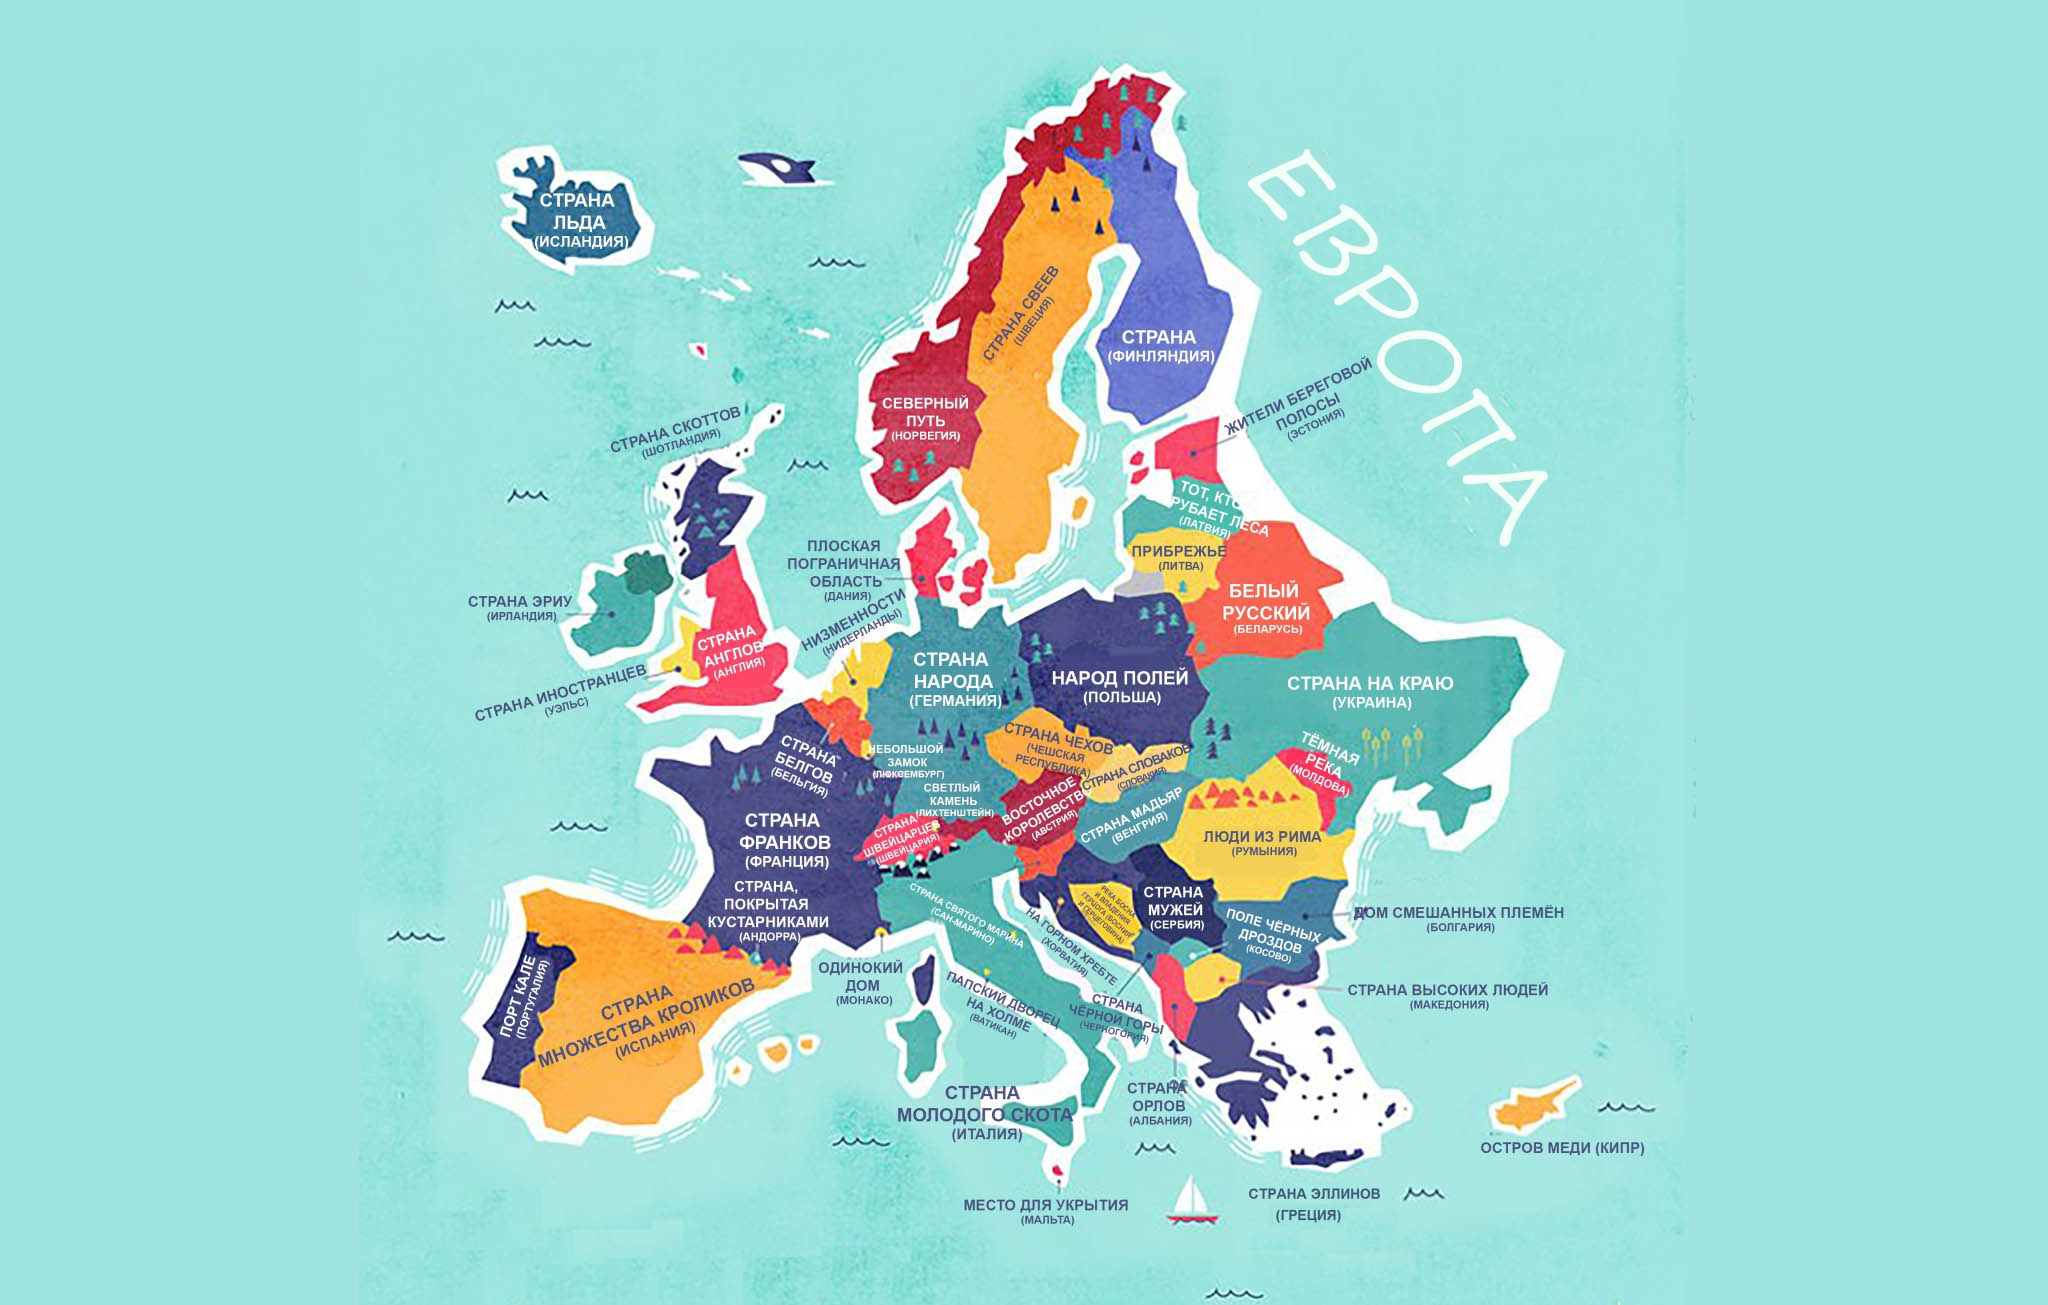 ЕВРОПА
СТРАНА
ЛЬДА
(ИСЛАНДИЯ)
СТРАНА СВЕЕВ
(ШВЕЦИЯ)
СТРАНА
(ФИНЛЯНДИЯ)
СЕВЕРНЫЙ
ПУТЬ
(НОРВЕГИЯ)
ЖИТЕЛИ БЕРЕГОВОЙ
ПОЛОСЫ
(ЭСТОНИЯ)
СТРАНА СКОТТОВ
(ШОТЛАНДИЯ)
ТОТ, КТО
РУБАЕТ ЛЕСА
(ЛАТВИЯ)
ПРИБРЕЖЬЕ
(ЛИТВА)
ПЛОСКАЯ
ПОГРАНИЧНАЯ
ОБЛАСТЬ
(ДАНИЯ)
БЕЛЫЙ
РУССКИЙ
(БЕЛАРУСЬ)
СТРАНА ЭРИУ
(ИРЛАНДИЯ)
НИЗМЕННОСТИ
(НИДЕРЛАНДЫ)
СТРАНА
АНГЛОВ
(АНГЛИЯ)
СТРАНА ИНОСТРАНЦЕВ
(УЭЛЬС)
СТРАНА
НАРОДА
(ГЕРМАНИЯ)
НАРОД ПОЛЕЙ
(ПОЛЬША)
СТРАНА НА КРАЮ
(УКРАИНА)
СТРАНА
БЕЛГОВ
(БЕЛЬГИЯ)
НЕБОЛЬШОЙ
ЗАМОК
(ЛЮКСЕМБУРГ)
СТРАНА ЧЕХОВ
(ЧЕШСКАЯ
РЕСПУБЛИКА)
СТРАНА СЛОВАКОВ
(СЛОВАКИЯ)
ТЁМНАЯ
РЕКА
(МОЛДОВА)
СВЕТЛЫЙ
КАМЕНЬ
(ЛИХТЕНШТЕЙН)
ВОСТОЧНОЕ
КОРОЛЕВСТВО
(АВСТРИЯ)
СТРАНА МАДЬЯР
(ВЕНГРИЯ)
СТРАНА
ФРАНКОВ
(ФРАНЦИЯ)
СТРАНА
ШВЕЙЦАРЦЕВ
(ШВЕЙЦАРИЯ)
ЛЮДИ ИЗ РИМА
(РУМЫНИЯ)
СТРАНА,
ПОКРЫТАЯ
КУСТАРНИКАМИ
(АНДОРРА)
СТРАНА СВЯТОГО МАРИНА
(САН-МАРИНО)
РЕКА БОСНА
И ВЛАДЕНИЯ
ГЕРЦОГА (БОСНИЯ
И ГЕРЦЕГОВИНА)
СТРАНА
МУЖЕЙ
(СЕРБИЯ)
ПОЛЕ ЧЁРНЫХ
ДРОЗДОВ
(КОСОВО)
ДОМ СМЕШАННЫХ ПЛЕМЁН
(БОЛГАРИЯ)
НА ГОРНОМ ХРЕБТЕ
(ХОРВАТИЯ)
ОДИНОКИЙ
ДОМ
(МОНАКО)
ПОРТ КАЛЕ
(ПОРТУГАЛИЯ)
СТРАНА
МНОЖЕСТВА КРОЛИКОВ
(ИСПАНИЯ)
ПАПСКИЙ ДВОРЕЦ
НА ХОЛМЕ
(ВАТИКАН)
СТРАНА
ЧЁРНОЙ ГОРЫ
(ЧЕРНОГОРИЯ)
СТРАНА ВЫСОКИХ ЛЮДЕЙ
(МАКЕДОНИЯ)
СТРАНА
МОЛОДОГО СКОТА
(ИТАЛИЯ)
СТРАНА
ОРЛОВ
(АЛБАНИЯ)
ОСТРОВ МЕДИ (КИПР)
МЕСТО ДЛЯ УКРЫТИЯ
(МАЛЬТА)
СТРАНА ЭЛЛИНОВ
(ГРЕЦИЯ)